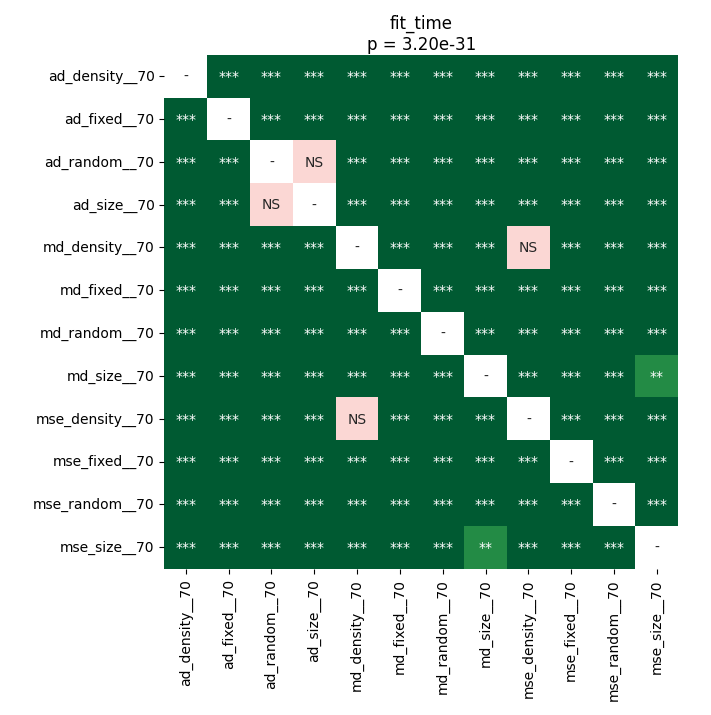 fit_time
p = 3.20e-31
ad_density__70 - *** *** *** *** *** *** *** *** *** *** ***
ad_fixed__70 *** - *** *** *** *** *** *** *** *** *** ***
ad_random__70 *** *** - NS *** *** *** *** *** *** *** ***
ad_size__70 *** *** NS - *** *** *** *** *** *** *** ***
md_density__70 *** *** *** *** - *** *** *** NS *** *** ***
md_fixed__70 *** *** *** *** *** - *** *** *** *** *** ***
md_random__70 *** *** *** *** *** *** - *** *** *** *** ***
md_size__70 *** *** *** *** *** *** *** - *** *** *** **
mse_density__70 *** *** *** *** NS *** *** *** - *** *** ***
mse_fixed__70 *** *** *** *** *** *** *** *** *** - *** ***
mse_random__70 *** *** *** *** *** *** *** *** *** *** - ***
mse_size__70 *** *** *** *** *** *** *** ** *** *** *** -
ad_density__70
ad_fixed__70
ad_random__70
ad_size__70
md_density__70
md_fixed__70
md_random__70
md_size__70
mse_density__70
mse_fixed__70
mse_random__70
mse_size__70